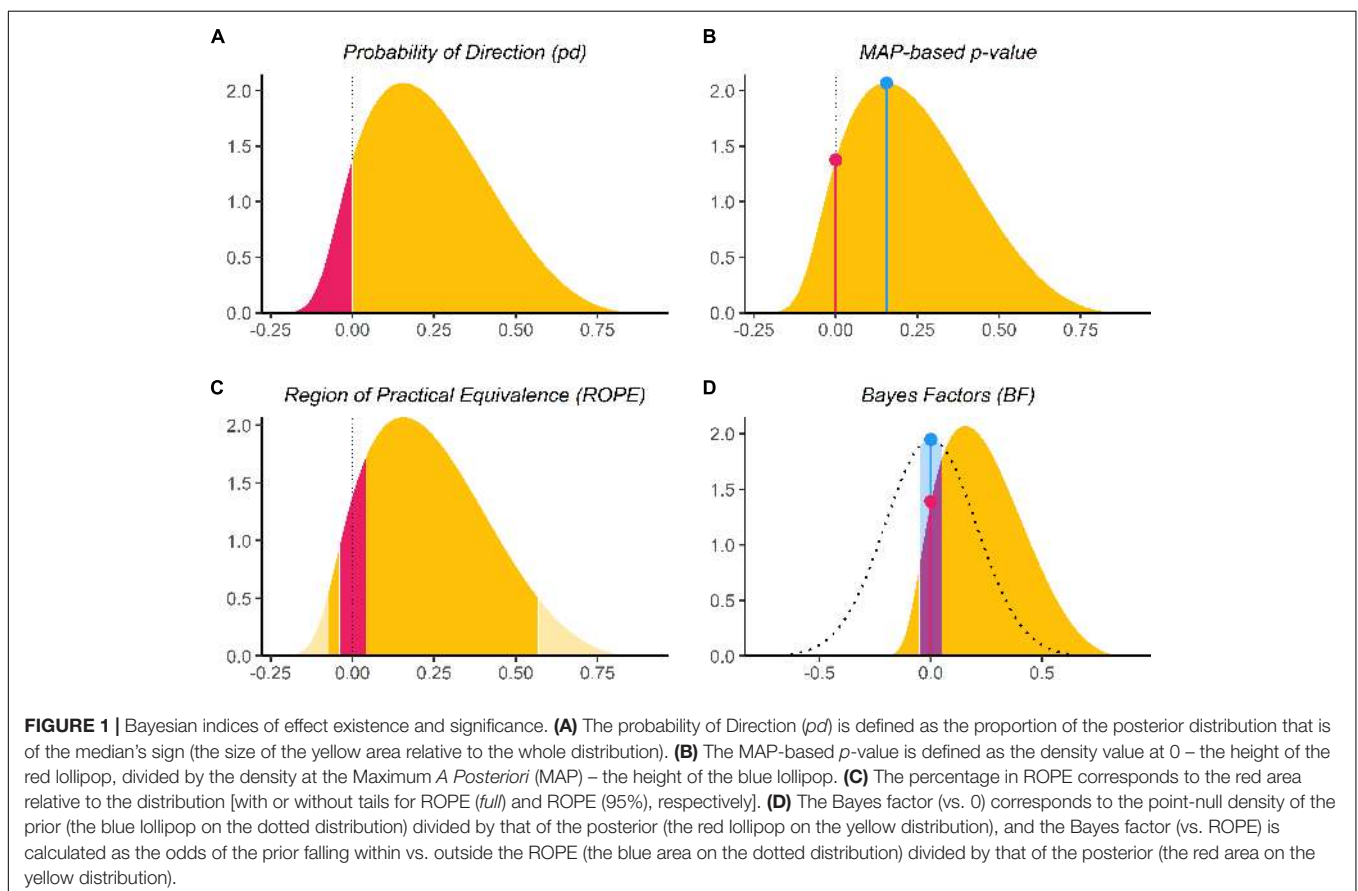 A
Probability of Direction (pd)
2.0
1.5
1.0
0.5
0.0
-0.25 0.00 0.25 0.50 0.75
B
MAP-based p-value
2.0
1.5
1.0
0.5
0.0
-0.25 0.00 0.25 0.50 0.75
C
Region of Practical Equivalence (ROPE)
2.0
1.5
1.0
0.5
0.0
-0.25 0.00 0.25 0.50 0.75
D
Bayes Factors (BF)
2.0
1.5
1.0
0.5
0.0
-0.5 0.0 0.5
FIGURE 1 | Bayesian indices of effect existence and significance. (A) The probability of Direction (pd) is defined as the proportion of the posterior distribution that is
of the median's sign (the size of the yellow area relative to the whole distribution). (B) The MAP-based p-value is defined as the density value at 0 – the height of the
red lollipop, divided by the density at the Maximum A Posteriori (MAP) – the height of the blue lollipop. (C) The percentage in ROPE corresponds to the red area
relative to the distribution [with or without tails for ROPE (full) and ROPE (95%), respectively]. (D) The Bayes factor (vs. 0) corresponds to the point-null density of the
prior (the blue lollipop on the dotted distribution) divided by that of the posterior (the red lollipop on the yellow distribution), and the Bayes factor (vs. ROPE) is
calculated as the odds of the prior falling within vs. outside the ROPE (the blue area on the dotted distribution) divided by that of the posterior (the red area on the
yellow distribution).